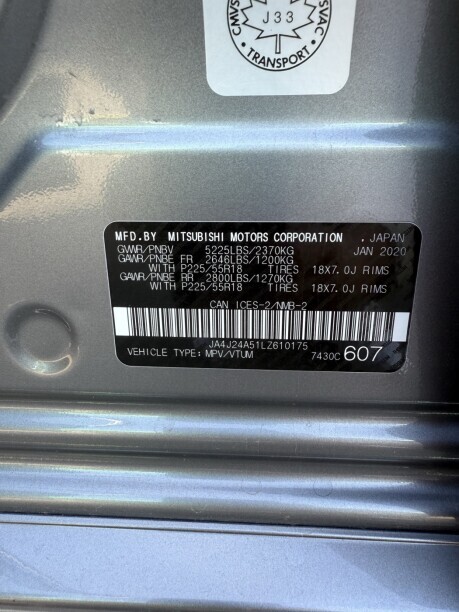 CMVS
SVAC
J33
• TRANSPORT •
MFD.BY MITSUBISHI MOTORS CORPORATION , JAPAN
GVWR/PNBV 5225LBS/2370KG JAN 2020
GAWR/PNBE FR 2646LBS/1200KG
WITH P225/55R18 TIRES 18X7.0J RIMS
GAWR/PNBE RR 2800LBS/1270KG
WITH P225/55R18 TIRES 18X7.0J RIMS
CAN ICES-2/NMB-2
JA4J24A51LZ610175
VEHICLE TYPE: MPV/VTUM 7430C 607